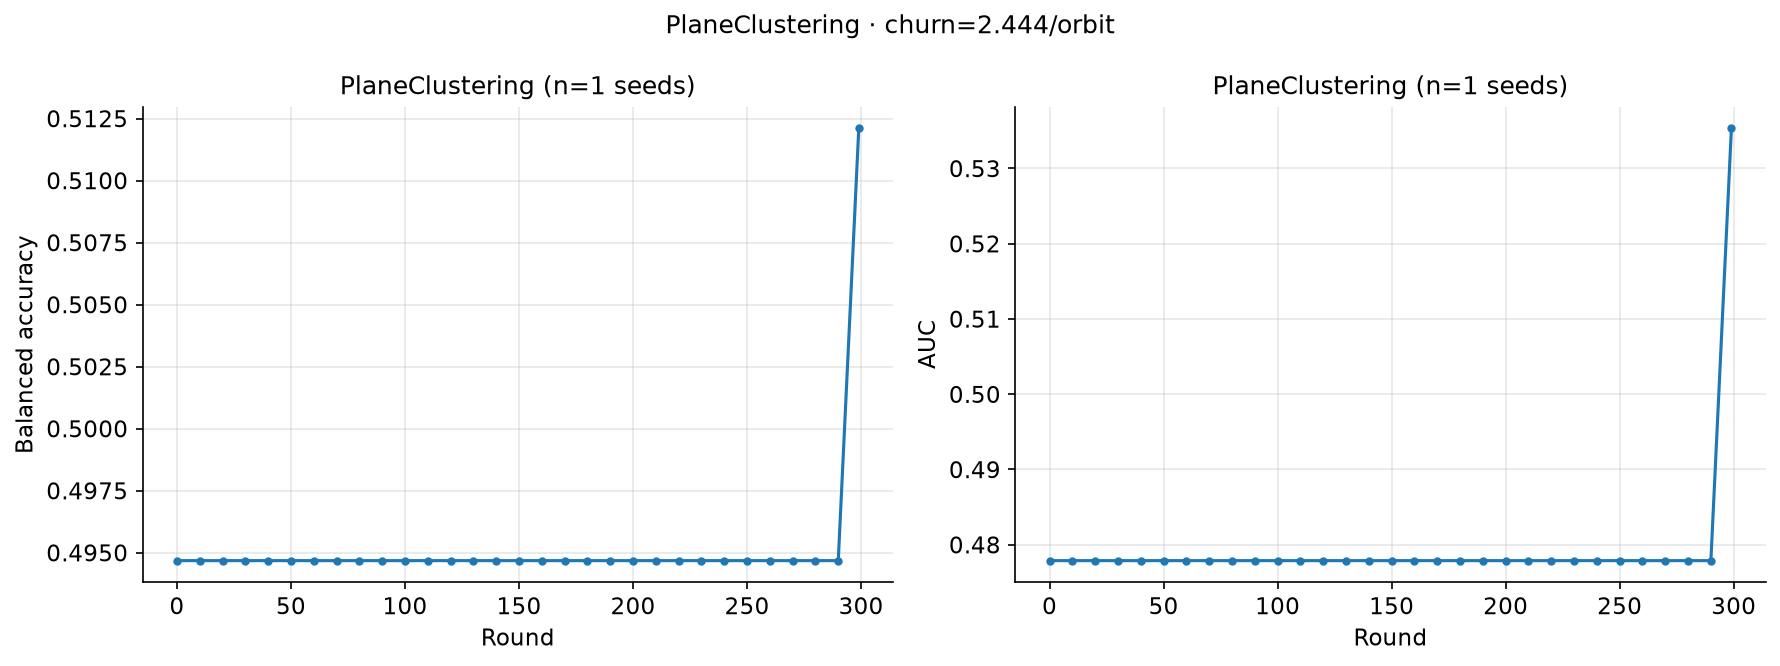 PlaneClustering · churn=2.444/orbit
PlaneClustering (n=1 seeds)
Balanced accuracy
0.5125
0.5100
0.5075
0.5050
0.5025
0.5000
0.4975
0.4950
0 50 100 150 200 250 300
Round
PlaneClustering (n=1 seeds)
AUC
0.53
0.52
0.51
0.50
0.49
0.48
0 50 100 150 200 250 300
Round